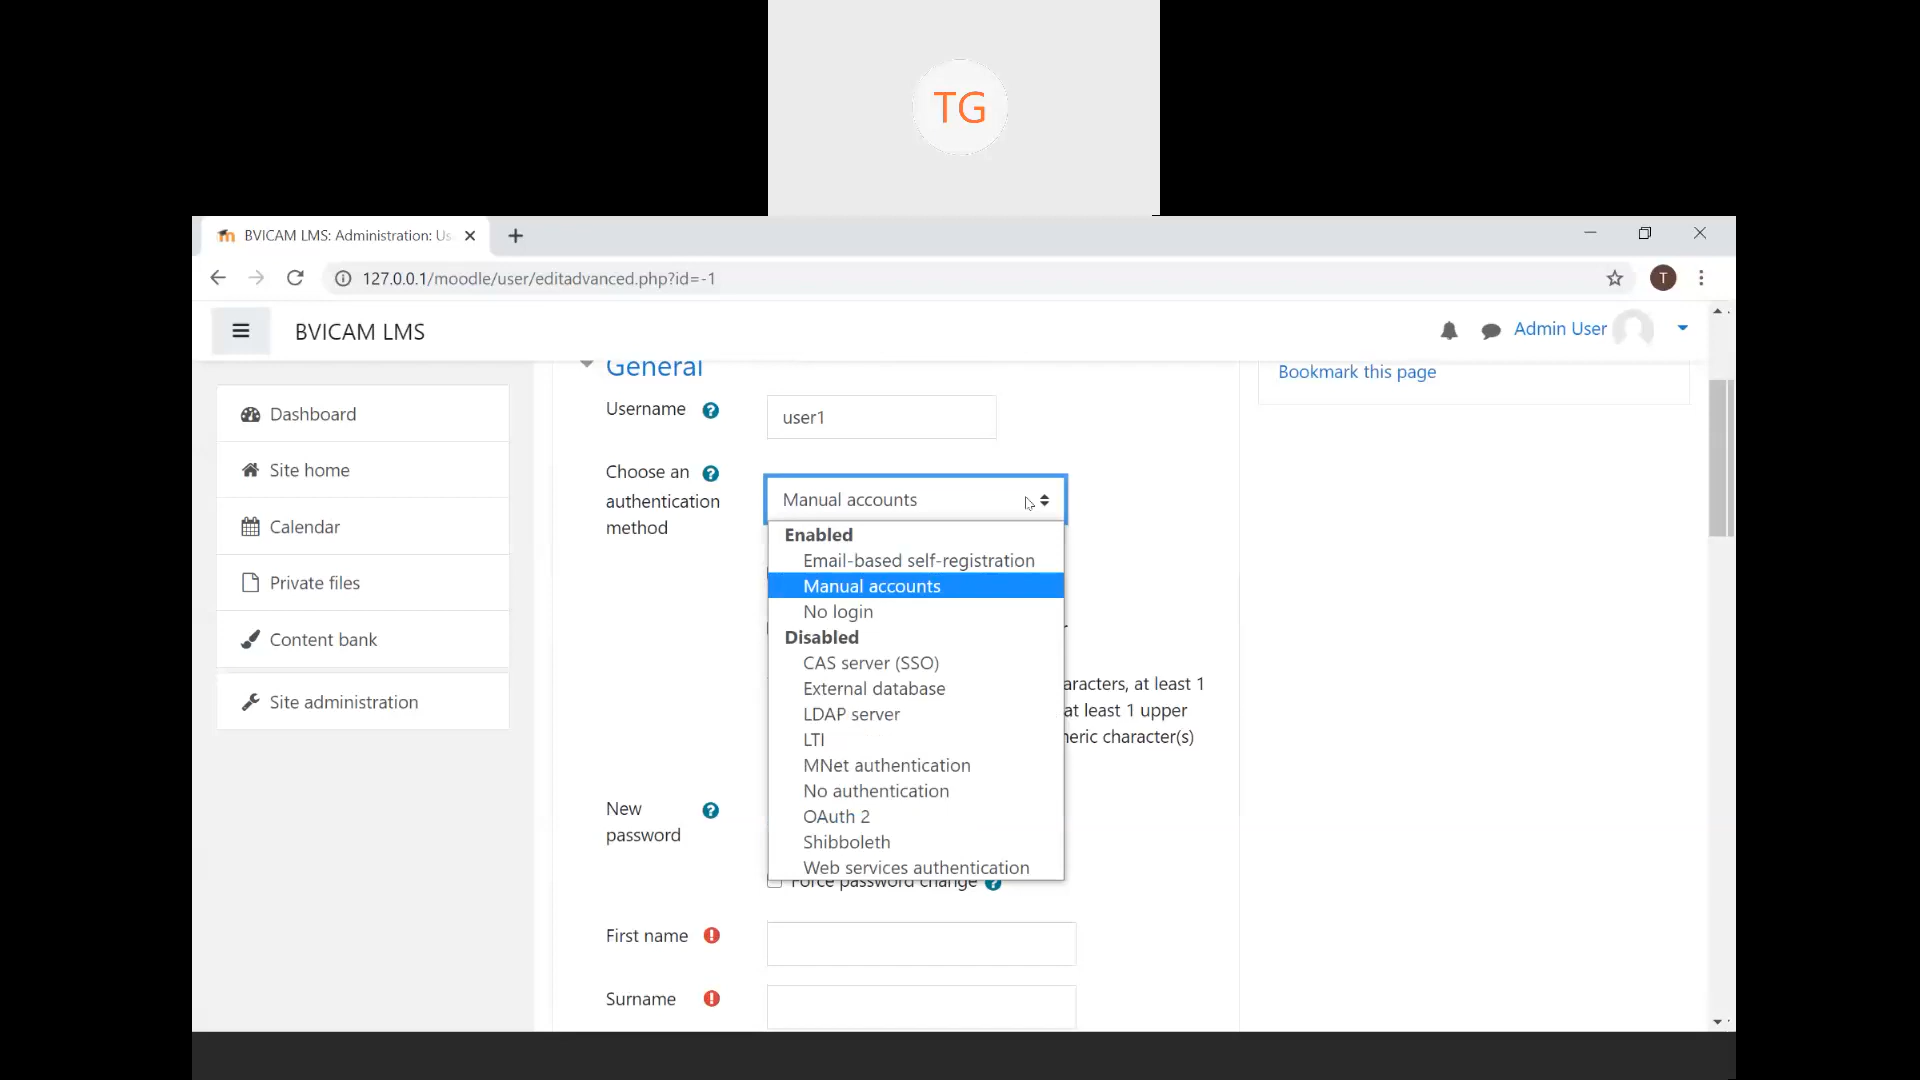 TG
BVICAM LMS: Administration: Us
127.0.0.1/moodle/user/editadvanced.php?id=-1
T
BVICAM LMS
Admin User
General
Bookmark this page
Dashboard
Site home
Calendar
Private files
Content bank
Site administration
Username
user1
Choose an
authentication
method
Manual accounts
Enabled
Email-based self-registration
Manual accounts
No login
Disabled
CAS server (SSO)
External database
LDAP server
LTI
MNet authentication
No authentication
OAuth 2
Shibboleth
Web services authentication
aracters, at least 1
at least 1 upper
neric character(s)
New
password
Force password change
First name
Surname